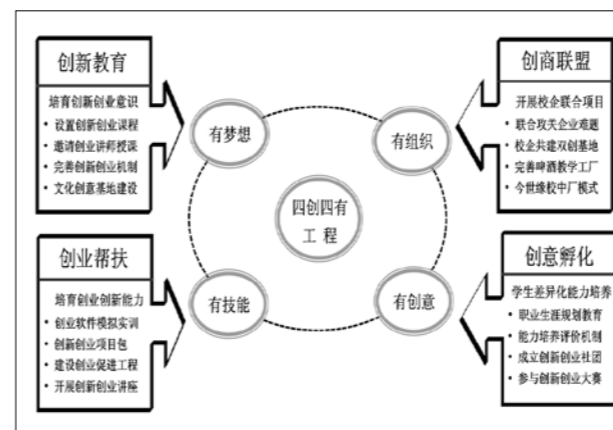 创新教育
培育创新创业意识
• 设置创新创业课程
• 邀请创业讲师授课
• 完善创新创业机制
• 文化创意基地建设
有梦想
创商联盟
开展校企联合项目
• 联合攻关企业难题
• 校企共建双创基地
• 完善啤酒教学工厂
• 今世缘校中厂模式
有组织
四创四有
工 程
创业帮扶
培育创业创新能力
• 创业软件模拟实训
• 创新创业项目包
• 建设创业促进工程
• 开展创新创业讲座
有技能
创意孵化
学生差异化能力培养
• 职业生涯规划教育
• 能力培养评价机制
• 成立创新创业社团
• 参与创新创业大赛
有创意